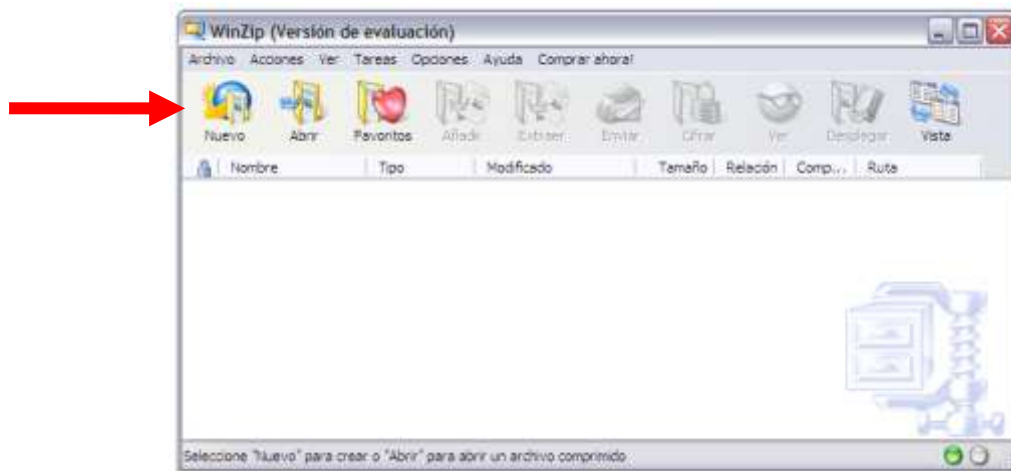 WinZip (Versión de evaluación)
Archivo Acciones Ver Tareas Opciones Ayuda Comprar ahora!
Nuevo Abrir Favoritos Añadir Extraer Enviar Cifrar Ver Desplegar Vista
Nombre Tipo Modificado Tamaño Relación Comp... Ruta
Seleccione "Nuevo" para crear o "Abrir" para abrir un archivo comprimido